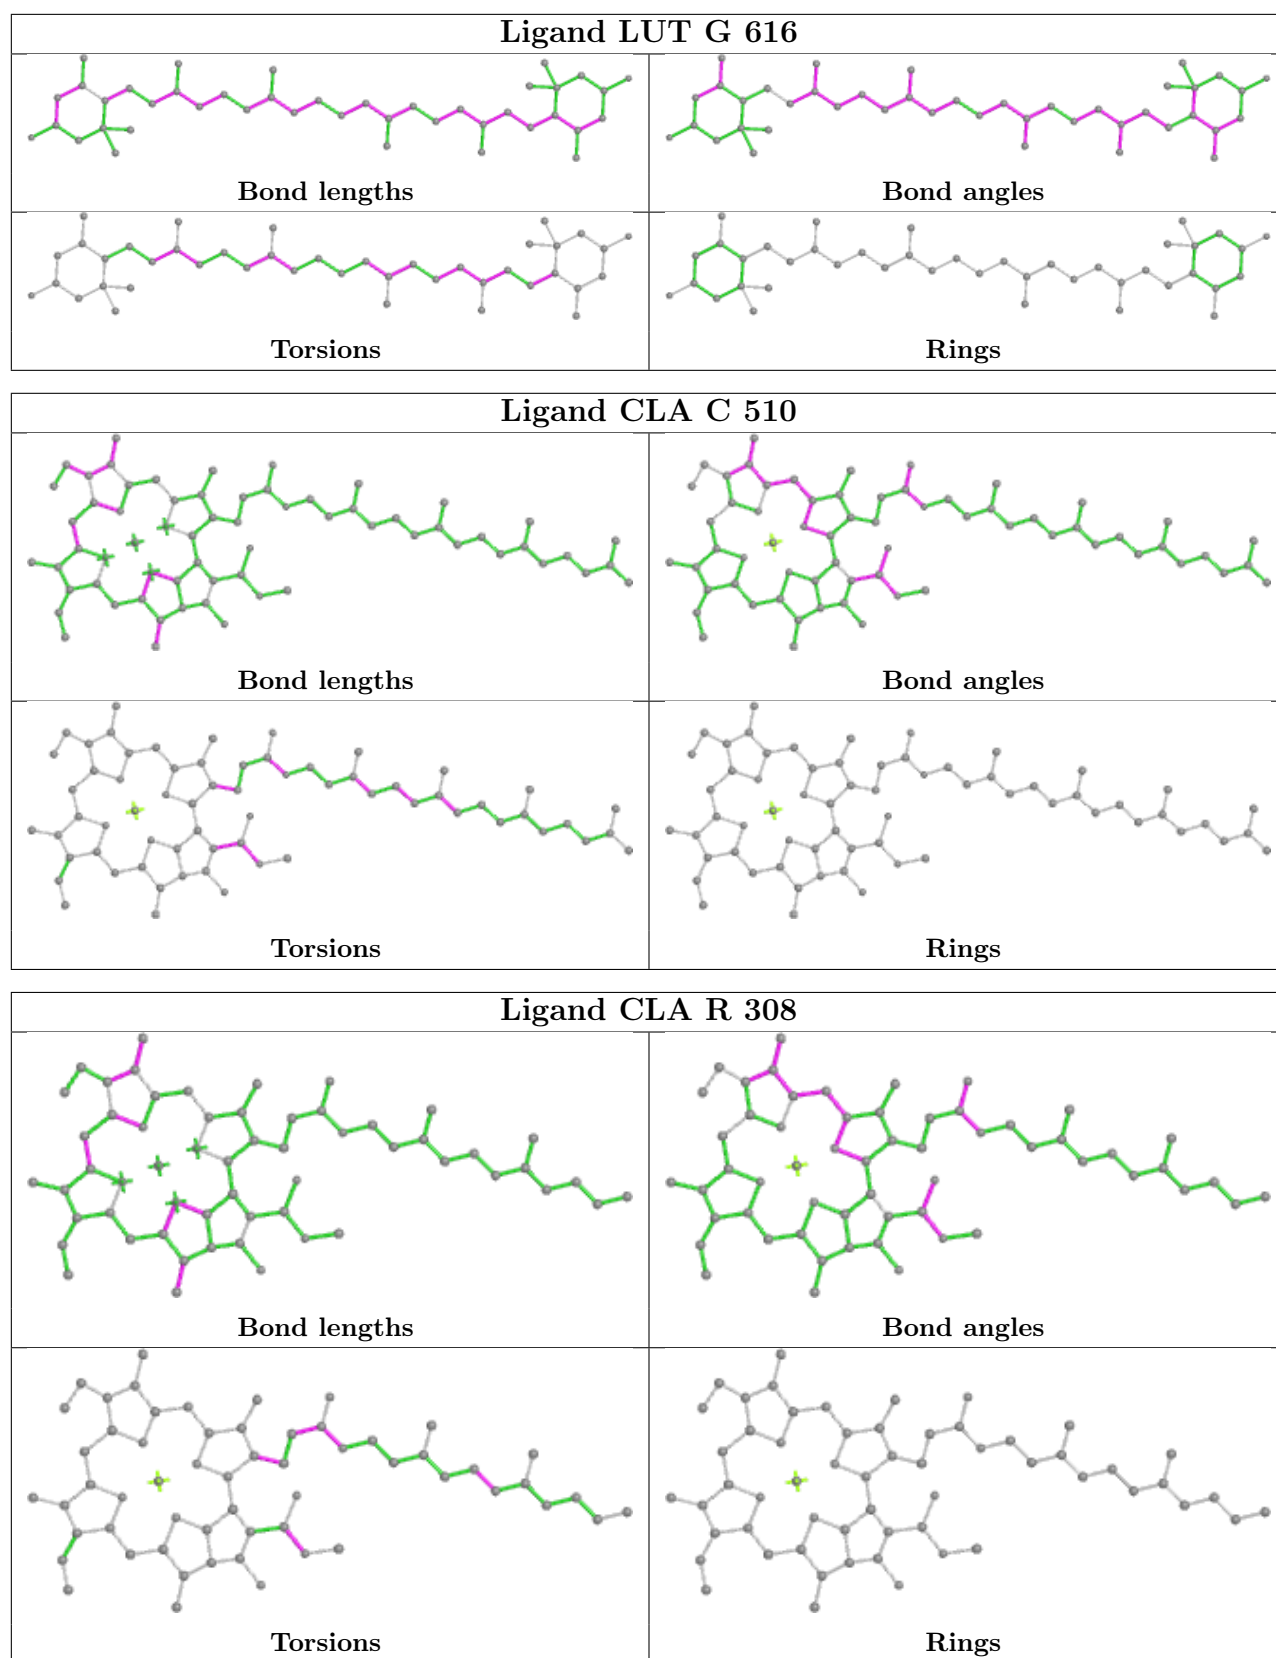 Ligand LUT G 616
Bond lengths
Bond angles
Torsions
Rings
Ligand CLA C 510
Bond lengths
Bond angles
Torsions
Rings
Ligand CLA R 308
Bond lengths
Bond angles
Torsions
Rings